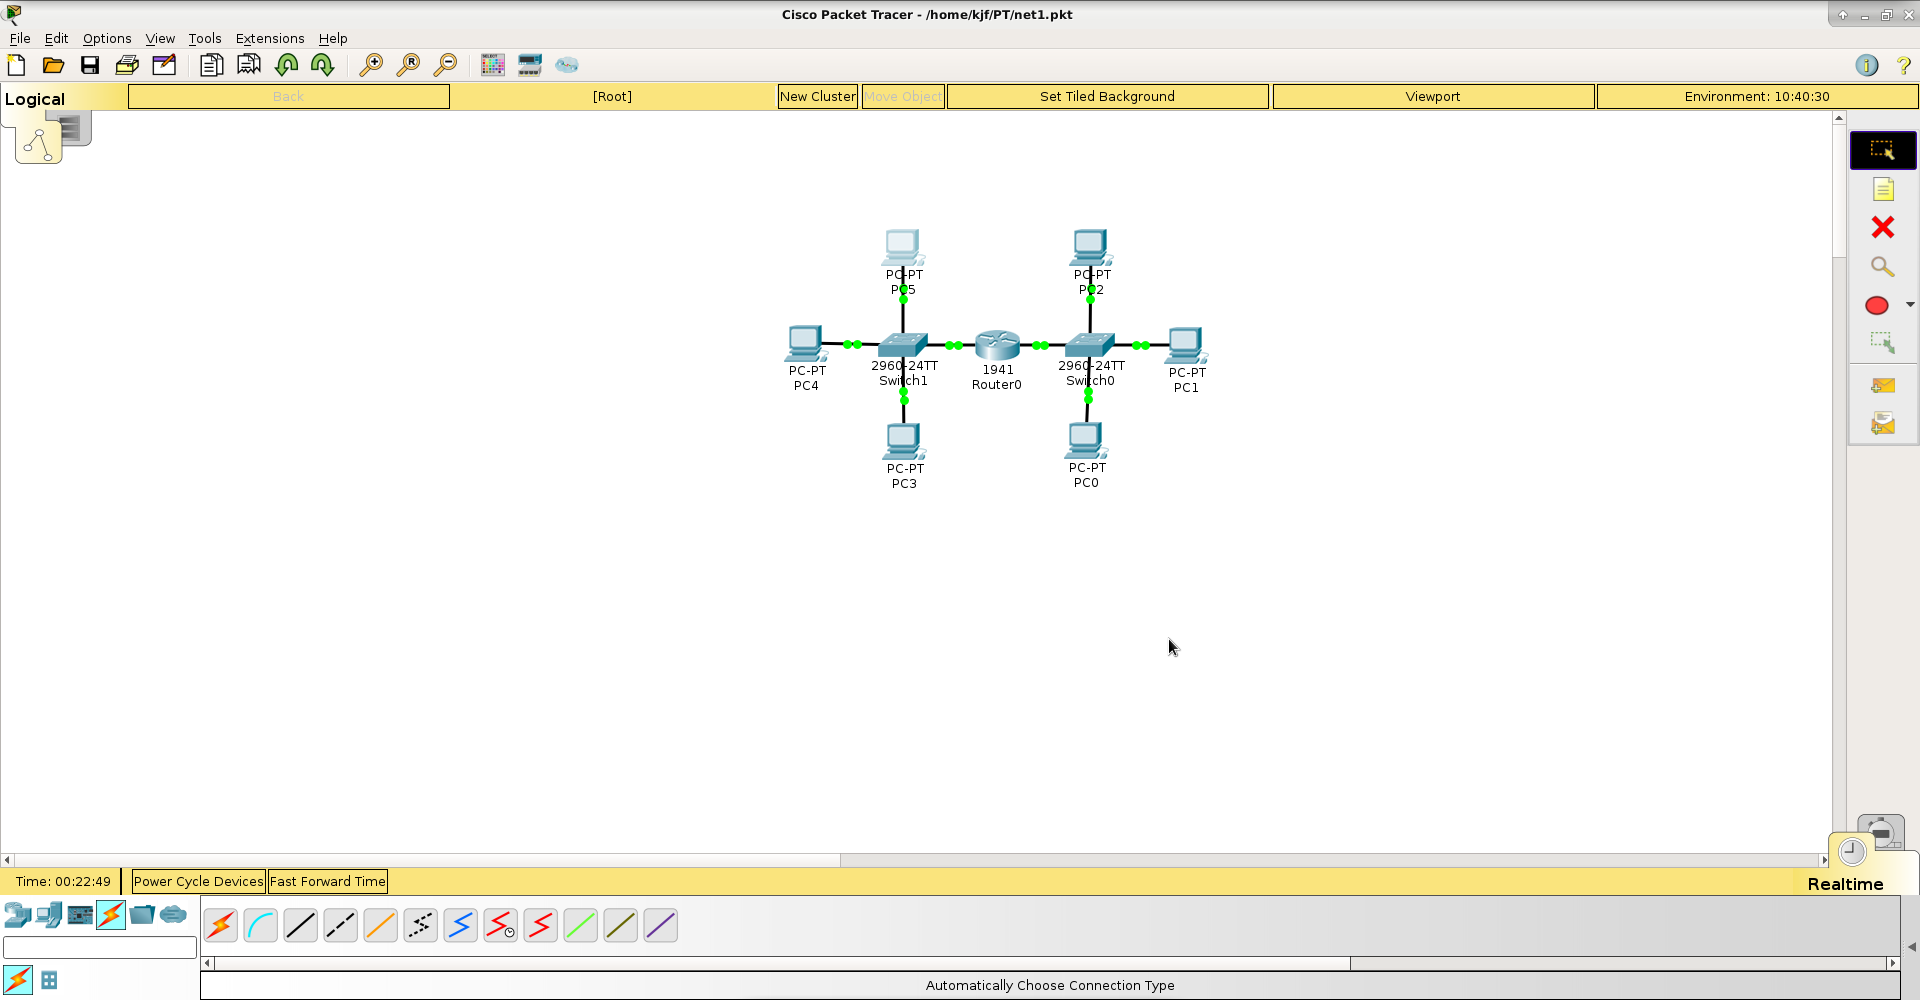 Cisco Packet Tracer - /home/kjf/PT/net1.pkt
File Edit Options View Tools Extensions Help
Logical Back [Root] New Cluster Move Object Set Tiled Background Viewport Environment: 10:40:30
PC-PT PC-PT
PC5 PC2
2960-24TT 1941 2960-24TT
Switch1 Router0 Switch0
PC-PT PC-PT
PC4 PC1
PC-PT PC-PT
PC3 PC0
Time: 00:22:49 Power Cycle Devices Fast Forward Time Realtime
Automatically Choose Connection Type